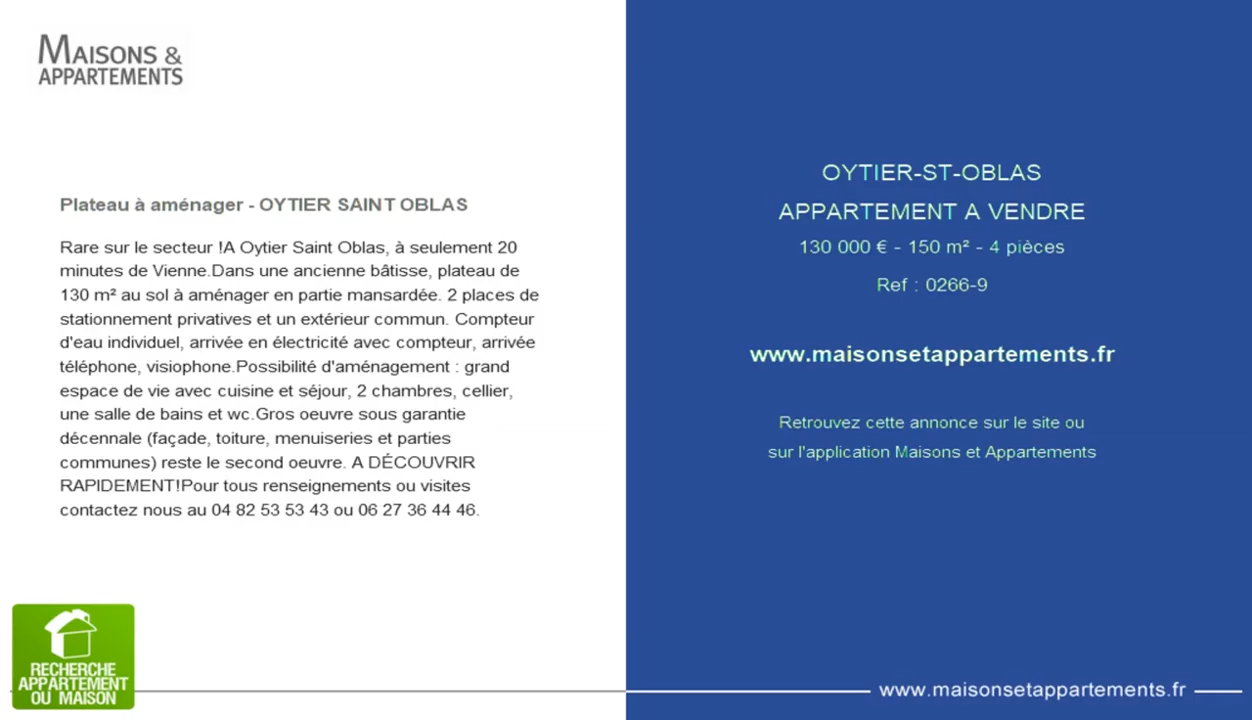 MAISONS &
APPARTEMENTS
Plateau à aménager - OYTIER SAINT OBLAS
Rare sur le secteur !A Oytier Saint Oblas, à seulement 20
minutes de Vienne.Dans une ancienne bâtisse, plateau de
130 m² au sol à aménager en partie mansardée. 2 places de
stationnement privatives et un extérieur commun. Compteur
d'eau individuel, arrivée en électricité avec compteur, arrivée
téléphone, visiophone.Possibilité d'aménagement : grand
espace de vie avec cuisine et séjour, 2 chambres, cellier,
une salle de bains et wc.Gros oeuvre sous garantie
décennale (façade, toiture, menuiseries et parties
communes) reste le second oeuvre. A DÉCOUVRIR
RAPIDEMENT!Pour tous renseignements ou visites
contactez nous au 04 82 53 53 43 ou 06 27 36 44 46.
RECHERCHE
APPARTEMENT
OU MAISON
OYTIER-ST-OBLAS
APPARTEMENT A VENDRE
130 000 € - 150 m² - 4 pièces
Ref : 0266-9
www.maisonsetappartements.fr
Retrouvez cette annonce sur le site ou
sur l'application Maisons et Appartements
www.maisonsetappartements.fr